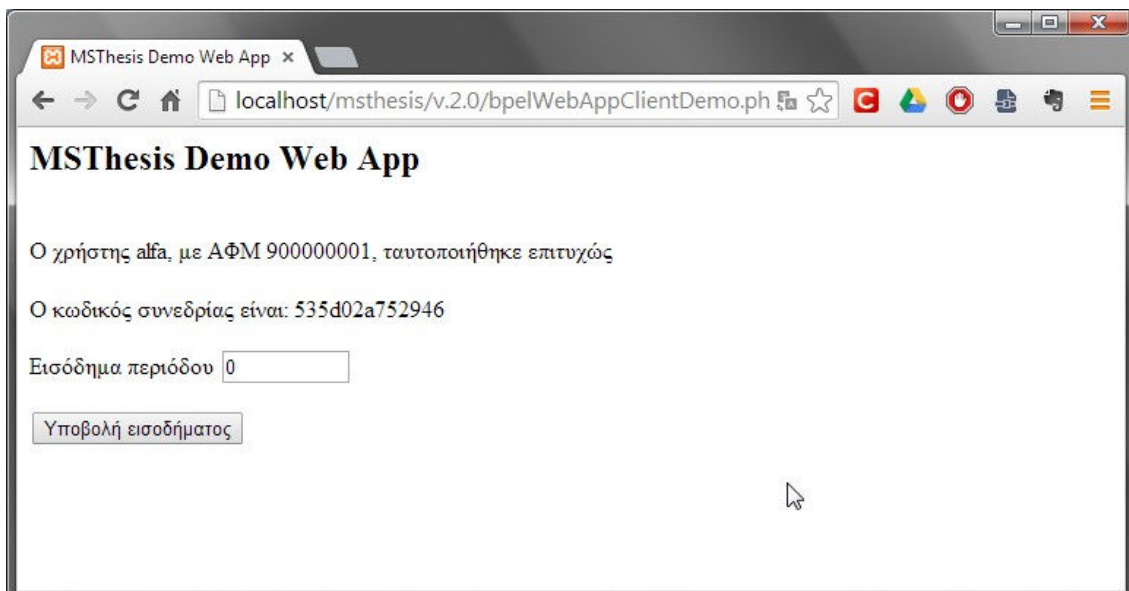 MSThesis Demo Web App
localhost/msthesis/v.2.0/bpelWebAppClientDemo.ph
MSThesis Demo Web App
Ο χρήστης alfa, με ΑΦΜ 900000001, ταυτοποιήθηκε επιτυχώς
Ο κωδικός συνεδρίας είναι: 535d02a752946
Εισόδημα περιόδου 0
Υποβολή εισοδήματος